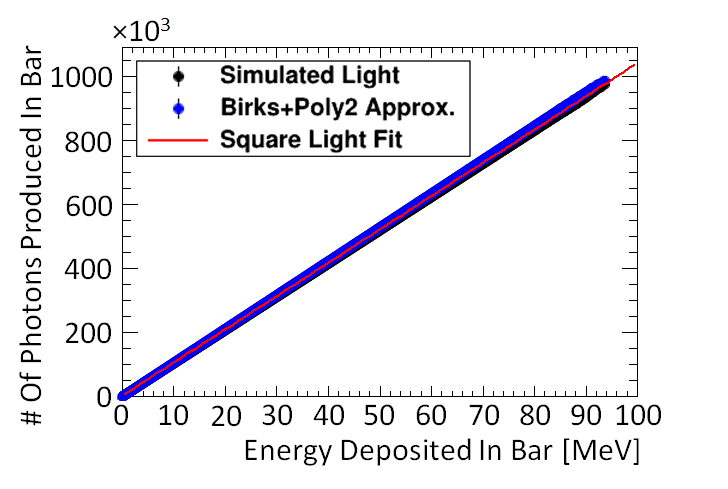 ×10³
# Of Photons Produced In Bar
1000
800
600
400
200
0
Simulated Light
Birks+Poly2 Approx.
Square Light Fit
0 10 20 30 40 50 60 70 80 90 100
Energy Deposited In Bar [MeV]